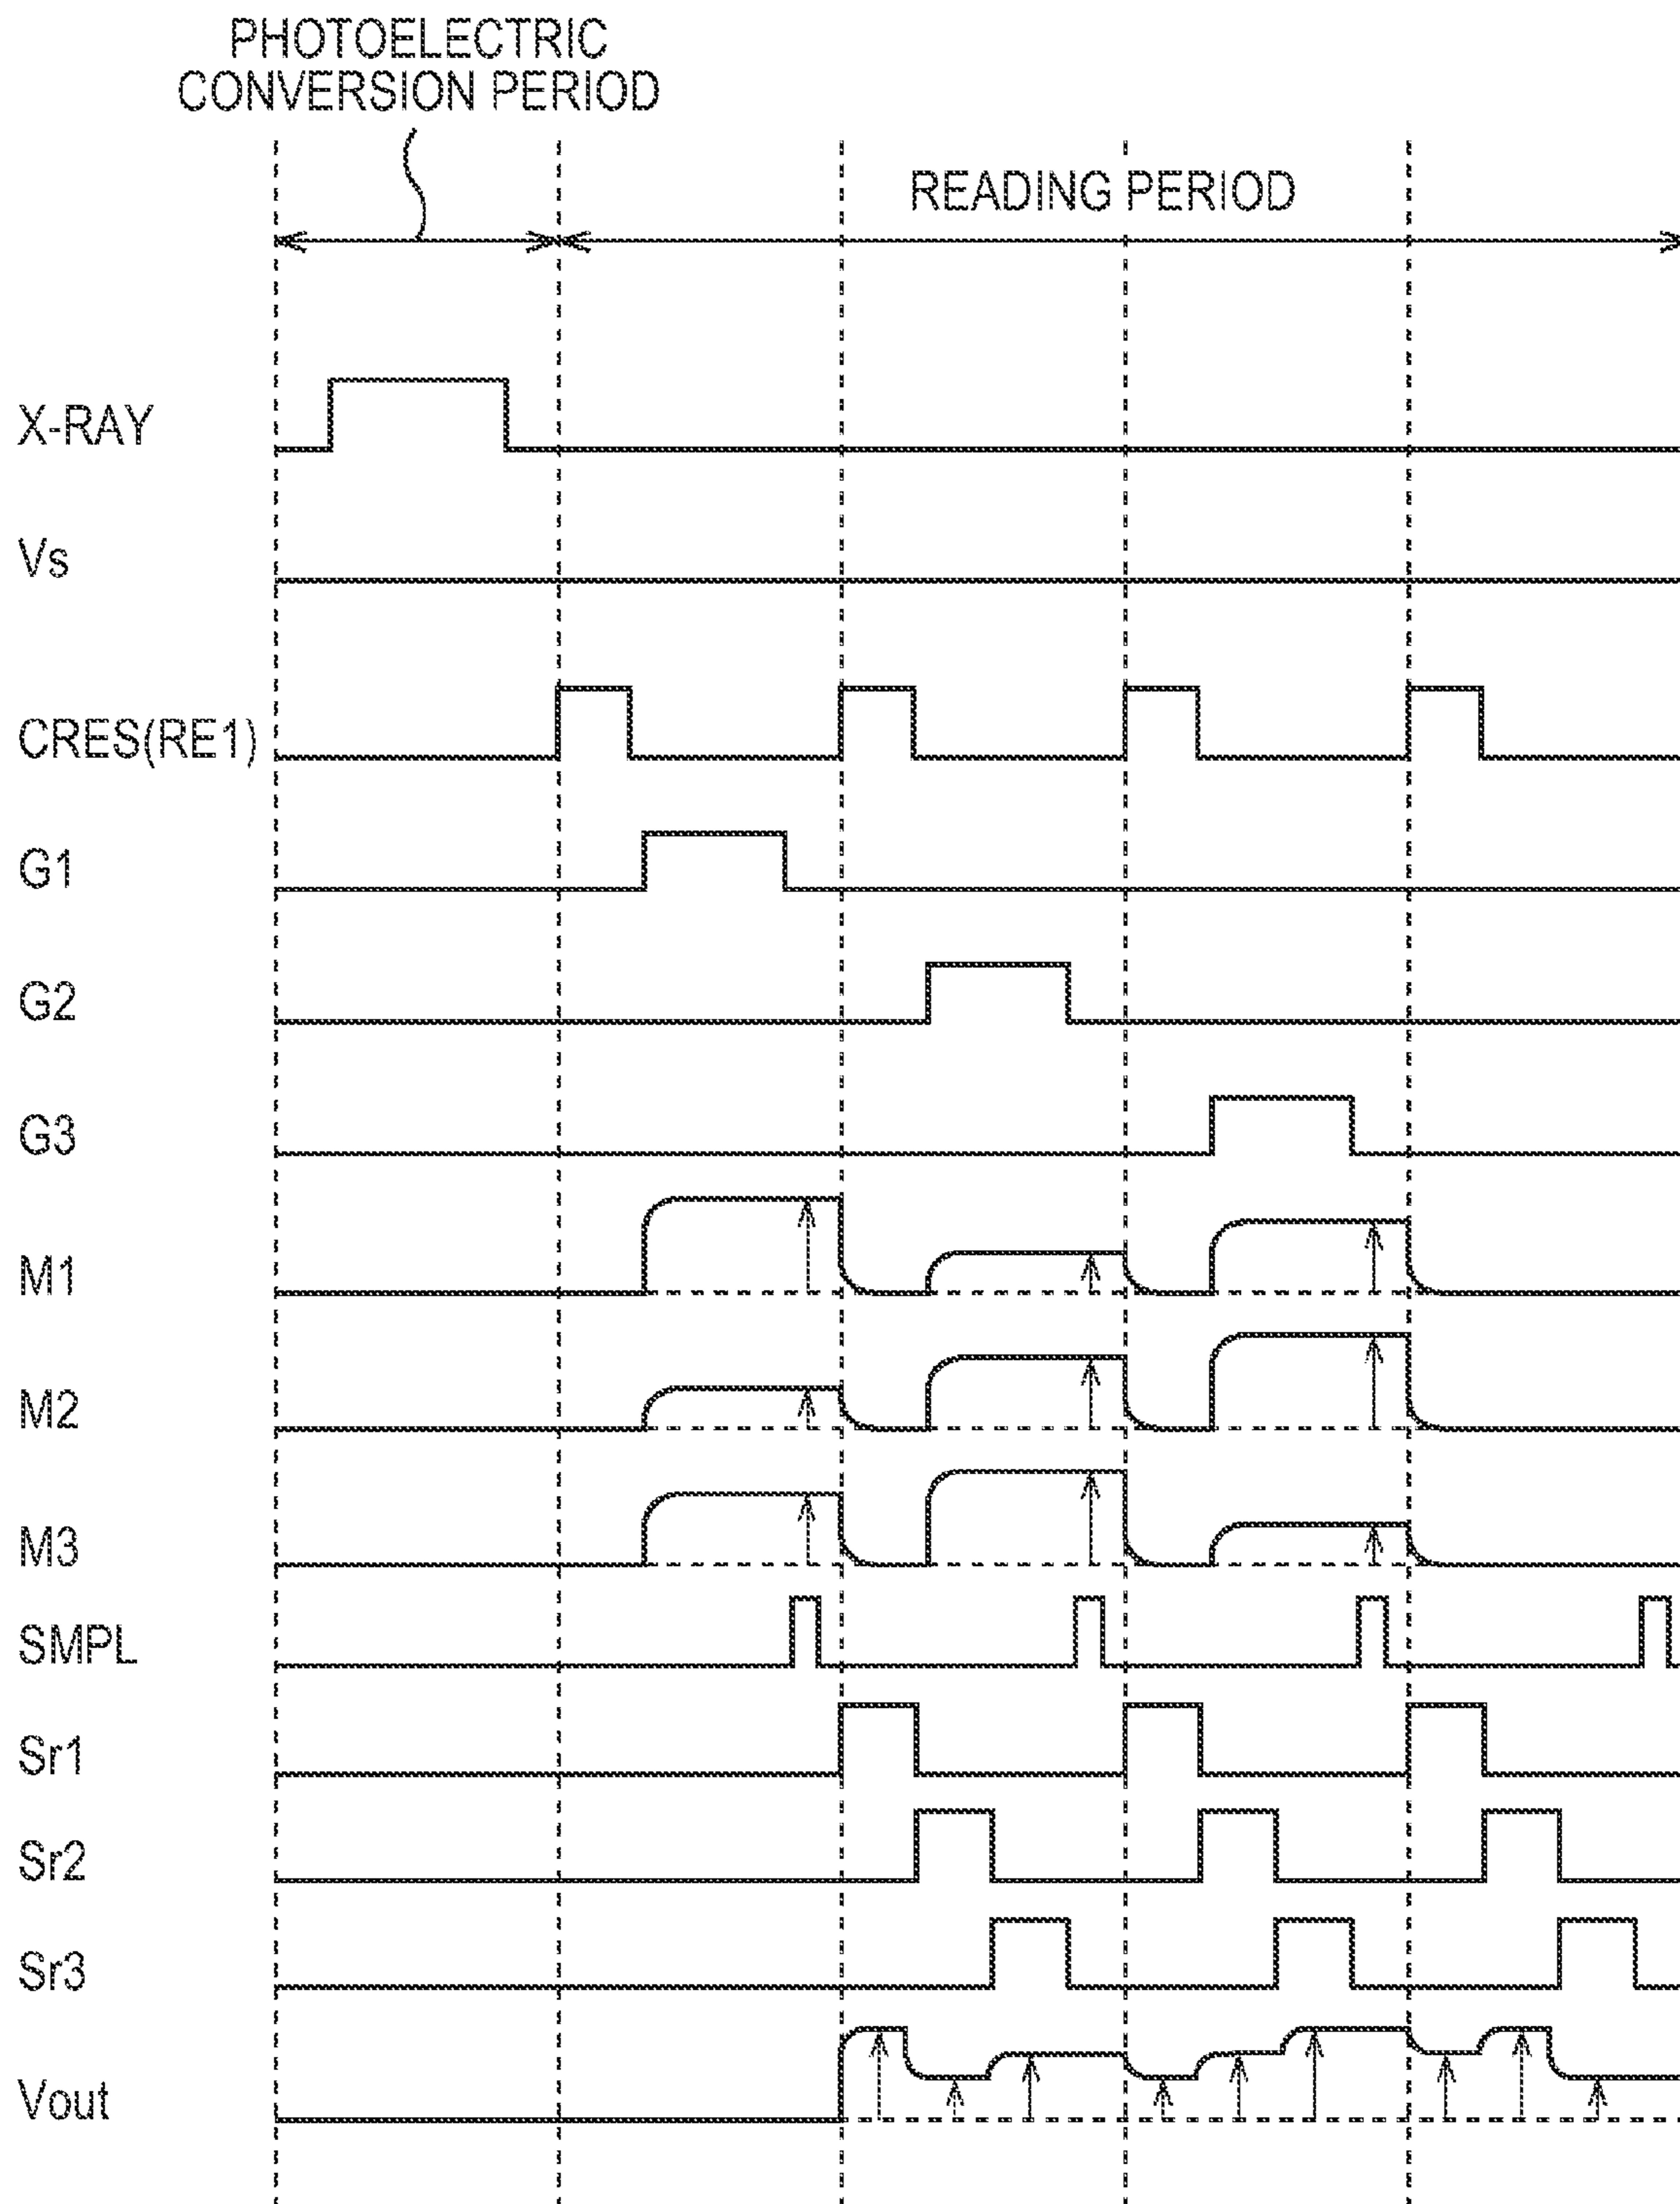 PHOTOELECTRIC
CONVERSION PERIOD
READING PERIOD
X-RAY
Vs
CRES(RE1)
G1
G2
G3
M1
M2
M3
SMPL
Sr1
Sr2
Sr3
Vout